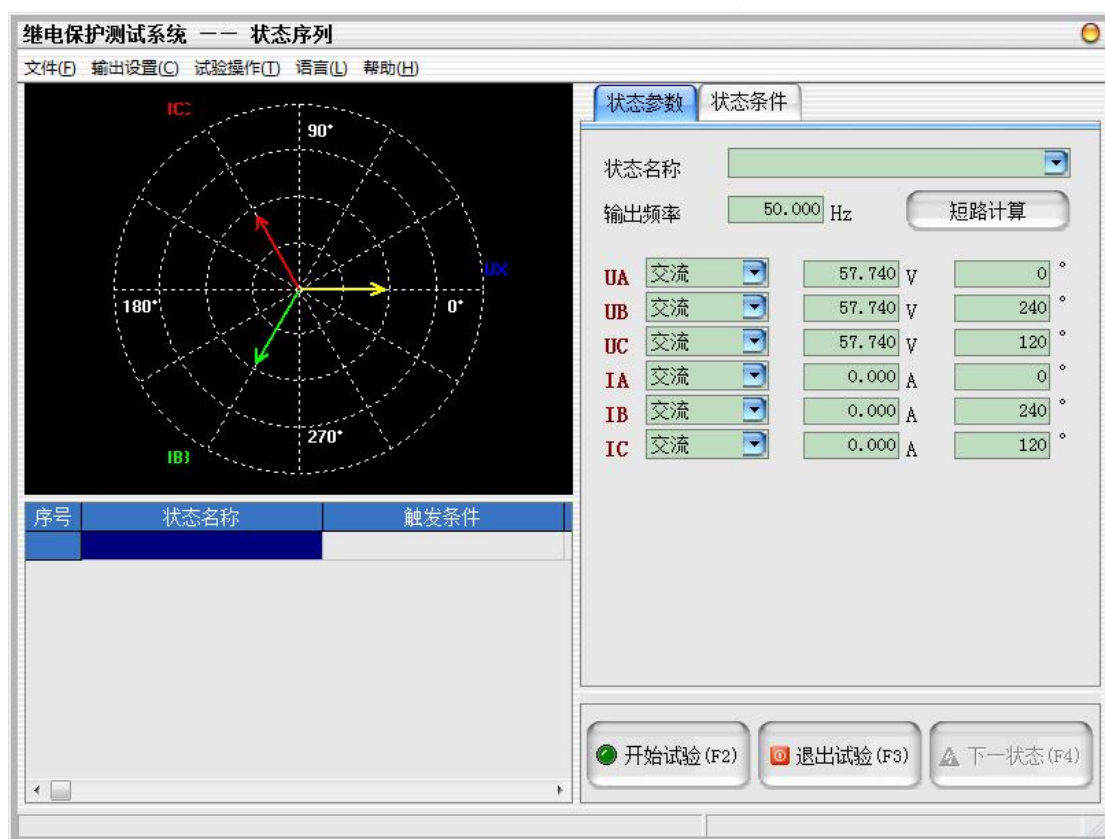 继电保护测试系统 —— 状态序列
文件(F) 输出设置(C) 试验操作(T) 语言(L) 帮助(H)
IC}
90°
UX
180°
0°
270°
IB}
序号 状态名称 触发条件
状态参数 状态条件
状态名称
输出频率 50.000 Hz 短路计算
UA 交流 57.740 V 0 °
UB 交流 57.740 V 240 °
UC 交流 57.740 V 120 °
IA 交流 0.000 A 0 °
IB 交流 0.000 A 240 °
IC 交流 0.000 A 120 °
开始试验(F2) 退出试验(F3) 下一状态(F4)